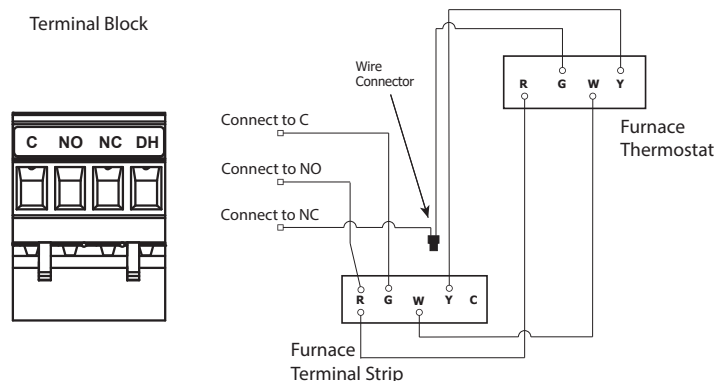 Terminal Block
C NO NC DH
Connect to C
Connect to NO
Connect to NC
Wire
Connector
R G W Y
Furnace
Thermostat
R G W Y C
Furnace
Terminal Strip